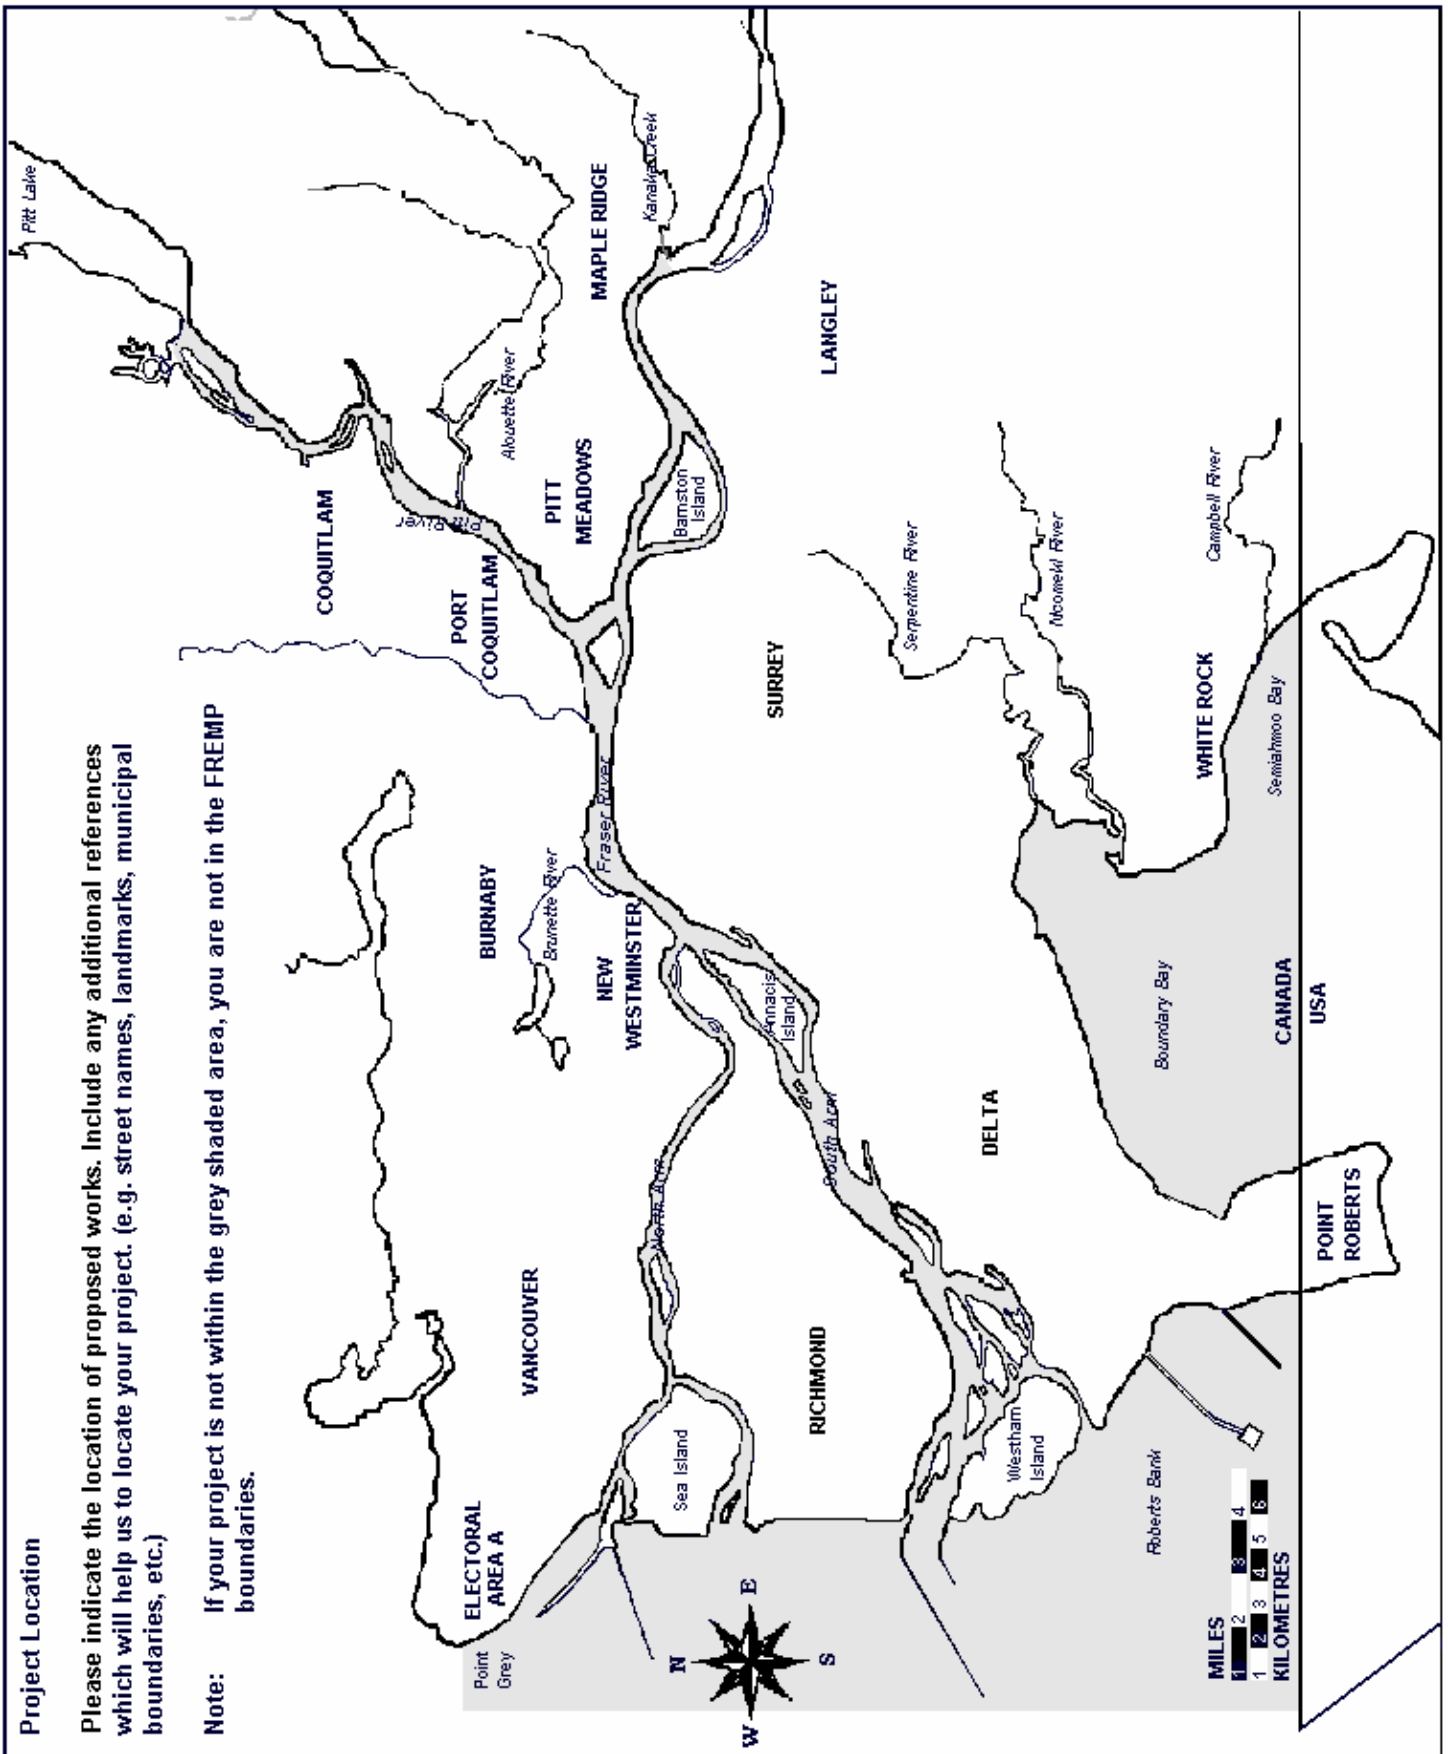 Project Location
Please indicate the location of proposed works. Include any additional references
which will help us to locate your project. (e.g. street names, landmarks, municipal
boundaries, etc.)
Note: If your project is not within the grey shaded area, you are not in the FREMP
boundaries.
Pitt Lake
COQUITLAM
Pitt River
PORT
COQUITLAM
Alouette River
PITT
MEADOWS
MAPLE RIDGE
Kanaka Creek
BURNABY
Brunette River
Fraser River
NEW
WESTMINSTER
Barnston
Island
LANGLEY
ELECTORAL
AREA A
Point
Grey
VANCOUVER
North Arm
Sea Island
Annacis
Island
SURREY
RICHMOND
South Arm
Serpentine River
DELTA
Nicomekl River
Westham
Island
Boundary Bay
WHITE ROCK
Campbell River
Semiahmoo Bay
Roberts Bank
N
W
E
S
MILES
1 2 3 4
1 2 3 4 5 6
KILOMETRES
CANADA
USA
POINT
ROBERTS